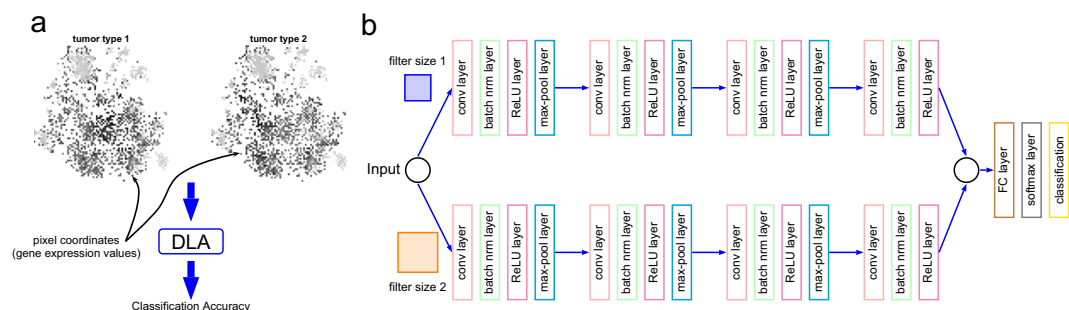 a
tumor type 1
tumor type 2
pixel coordinates
(gene expression values)
DLA
Classification Accuracy
b
filter size 1
conv layer
batch nrm layer
ReLU layer
max-pool layer
conv layer
batch nrm layer
ReLU layer
max-pool layer
conv layer
batch nrm layer
ReLU layer
max-pool layer
conv layer
batch nrm layer
ReLU layer
Input
FC layer
softmax layer
classification
filter size 2
conv layer
batch nrm layer
ReLU layer
max-pool layer
conv layer
batch nrm layer
ReLU layer
max-pool layer
conv layer
batch nrm layer
ReLU layer
max-pool layer
conv layer
batch nrm layer
ReLU layer